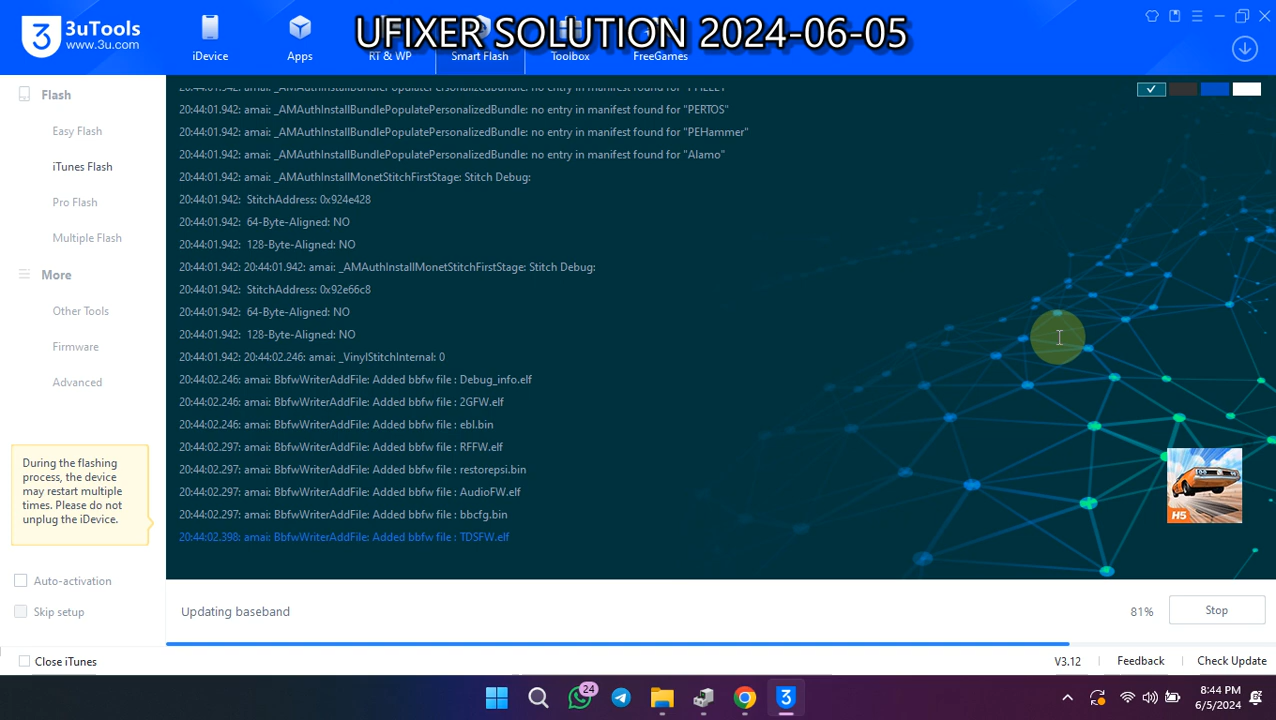 3uTools
www.3u.com
iDevice
Apps
RT & WP
Smart Flash
Toolbox
FreeGames
UFIXER SOLUTION 2024-06-05
Flash
Easy Flash
iTunes Flash
Pro Flash
Multiple Flash
More
Other Tools
Firmware
Advanced
During the flashing
process, the device
may restart multiple
times. Please do not
unplug the iDevice.
Auto-activation
Skip setup
Close iTunes
20:44:01.942: amai: _AMAuthInstallBundlePopulatePersonalizedBundle: no entry in manifest found for
20:44:01.942: amai: _AMAuthInstallBundlePopulatePersonalizedBundle: no entry in manifest found for "PERTOS"
20:44:01.942: amai: _AMAuthInstallBundlePopulatePersonalizedBundle: no entry in manifest found for "PEHammer"
20:44:01.942: amai: _AMAuthInstallBundlePopulatePersonalizedBundle: no entry in manifest found for "Alamo"
20:44:01.942: amai: _AMAuthInstallMonetStitchFirstStage: Stitch Debug:
20:44:01.942: StitchAddress: 0x924e428
20:44:01.942: 64-Byte-Aligned: NO
20:44:01.942: 128-Byte-Aligned: NO
20:44:01.942: 20:44:01.942: amai: _AMAuthInstallMonetStitchFirstStage: Stitch Debug:
20:44:01.942: StitchAddress: 0x92e66c8
20:44:01.942: 64-Byte-Aligned: NO
20:44:01.942: 128-Byte-Aligned: NO
20:44:01.942: 20:44:02.246: amai: _VinylStitchInternal: 0
20:44:02.246: amai: BbfwWriterAddFile: Added bbfw file : Debug_info.elf
20:44:02.246: amai: BbfwWriterAddFile: Added bbfw file : 2GFW.elf
20:44:02.246: amai: BbfwWriterAddFile: Added bbfw file : ebl.bin
20:44:02.297: amai: BbfwWriterAddFile: Added bbfw file : RFFW.elf
20:44:02.297: amai: BbfwWriterAddFile: Added bbfw file : restorepsi.bin
20:44:02.297: amai: BbfwWriterAddFile: Added bbfw file : AudioFW.elf
20:44:02.297: amai: BbfwWriterAddFile: Added bbfw file : bbcfg.bin
20:44:02.398: amai: BbfwWriterAddFile: Added bbfw file : TDSFW.elf
H5
Updating baseband
81%
Stop
V3.12
Feedback
Check Update
24
3
8:44 PM
6/5/2024